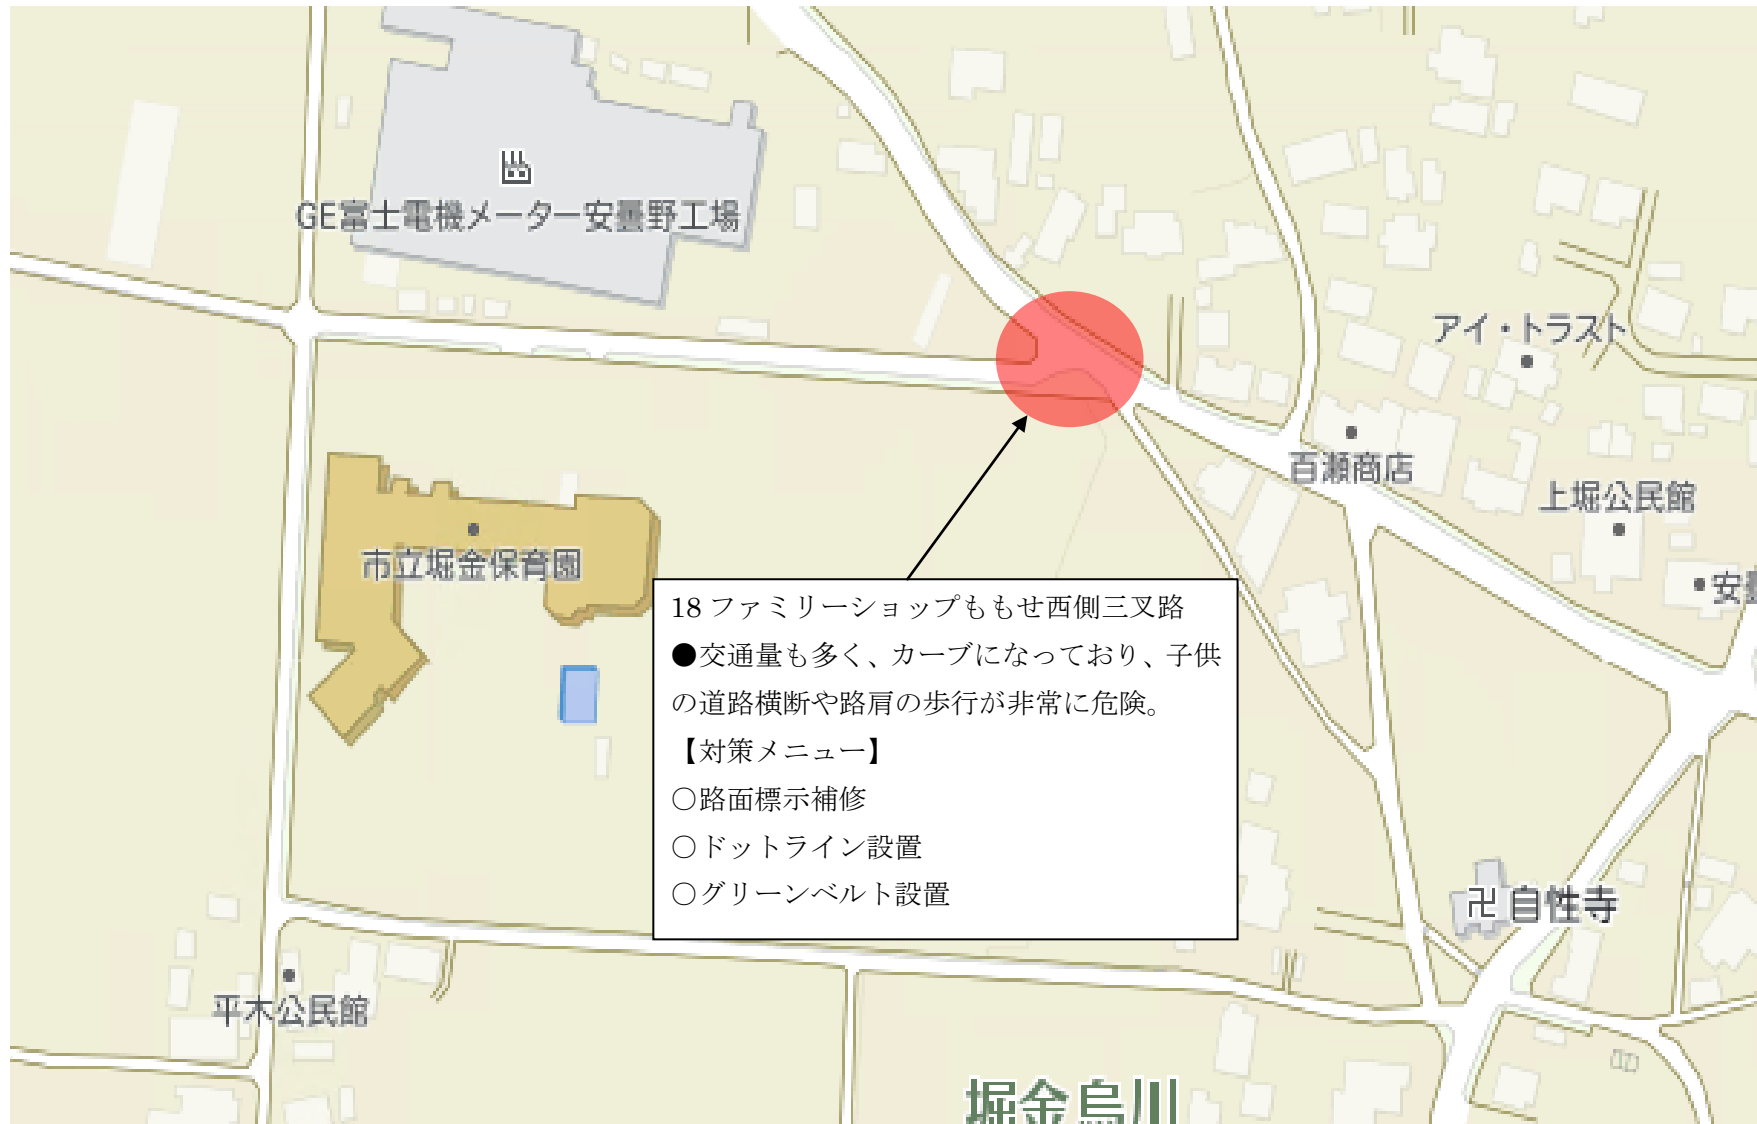 GE富士電機メーター安曇野工場
アイ・トラスト
百瀬商店
上堀公民館
市立堀金保育園
安曇
18ファミリーショップももせ西側三叉路
●交通量も多く、カーブになっており、子供
の道路横断や路肩の歩行が非常に危険。
【対策メニュー】
○路面標示補修
○ドットライン設置
○グリーンベルト設置
卍自性寺
平木公民館
堀金烏川